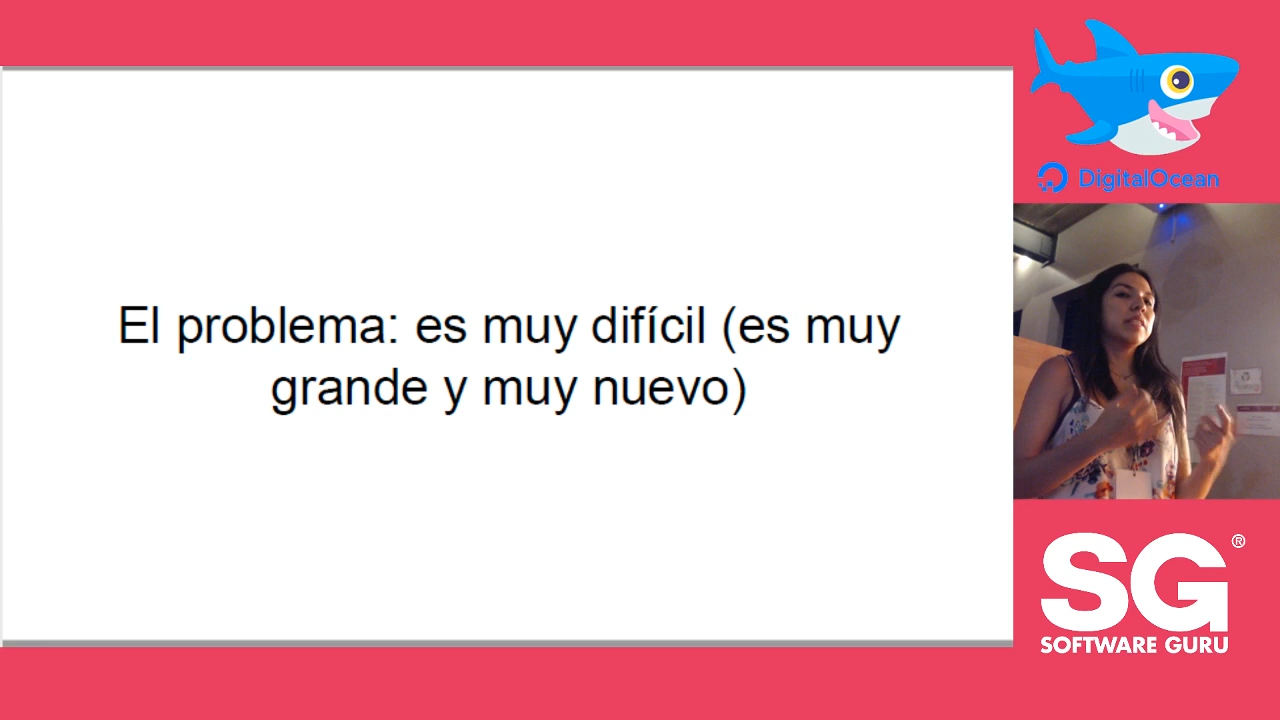 El problema: es muy difícil (es muy
grande y muy nuevo)
DigitalOcean
SG®
SOFTWARE GURU